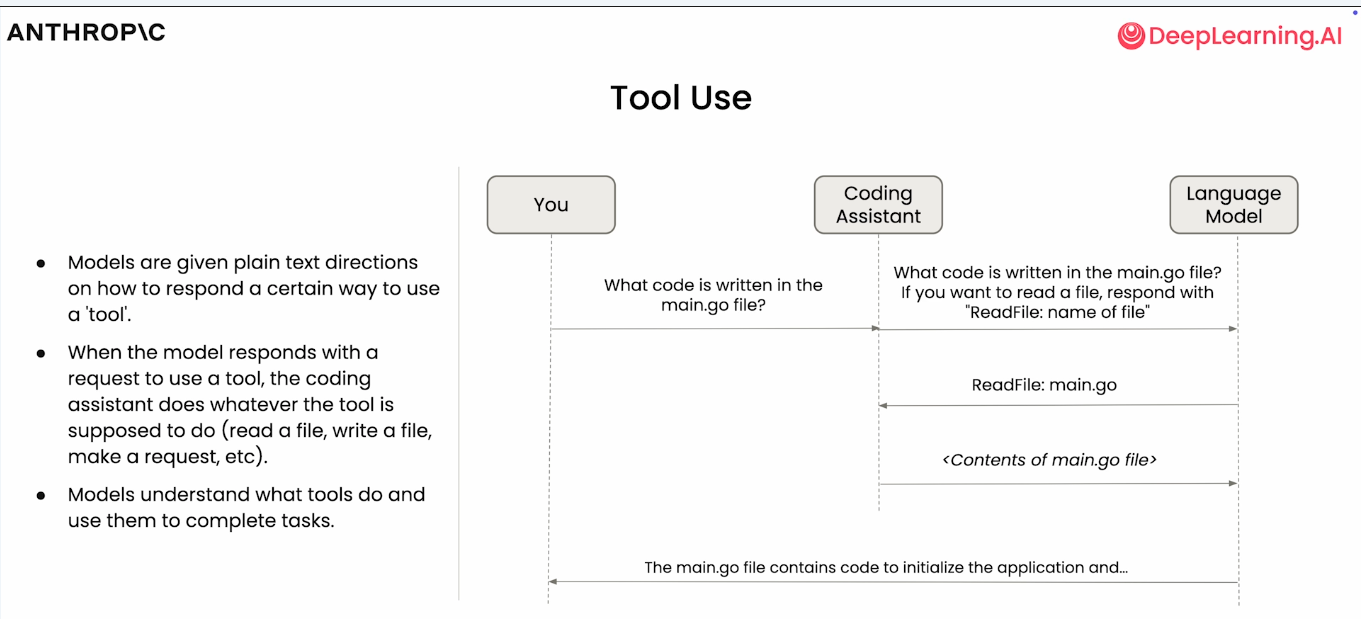 ANTHROP\C
DeepLearning.AI
Tool Use
● Models are given plain text directions
on how to respond a certain way to use
a 'tool'.
● When the model responds with a
request to use a tool, the coding
assistant does whatever the tool is
supposed to do (read a file, write a file,
make a request, etc).
● Models understand what tools do and
use them to complete tasks.
You
Coding
Assistant
Language
Model
What code is written in the
main.go file?
What code is written in the main.go file?
If you want to read a file, respond with
"ReadFile: name of file"
ReadFile: main.go
<Contents of main.go file>
The main.go file contains code to initialize the application and...